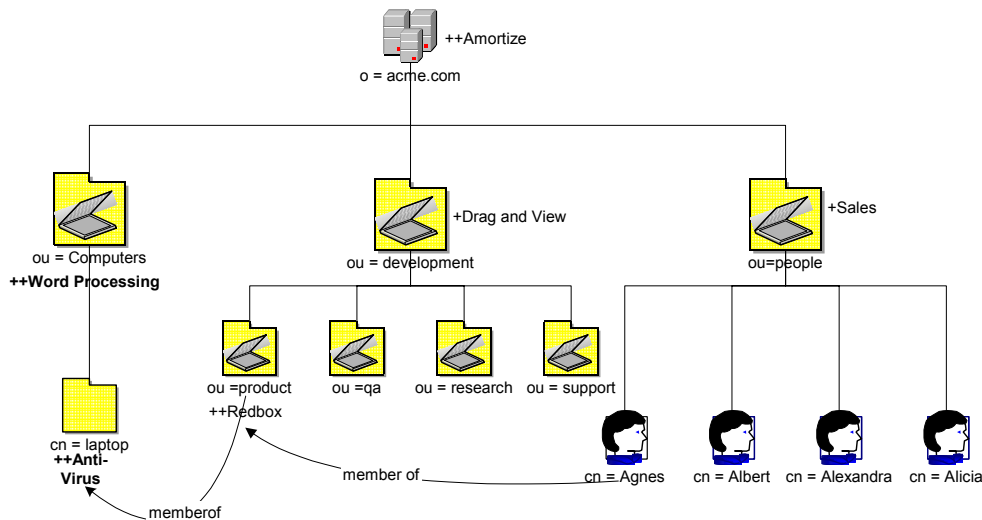 ++Amortize
o = acme.com
+Drag and View
+Sales
ou = Computers
++Word Processing
ou = development
ou=people
ou =product
ou =qa
ou = research
ou = support
++Redbox
cn = laptop
++Anti-
Virus
member of
cn = Agnes
cn = Albert
cn = Alexandra
cn = Alicia
memberof